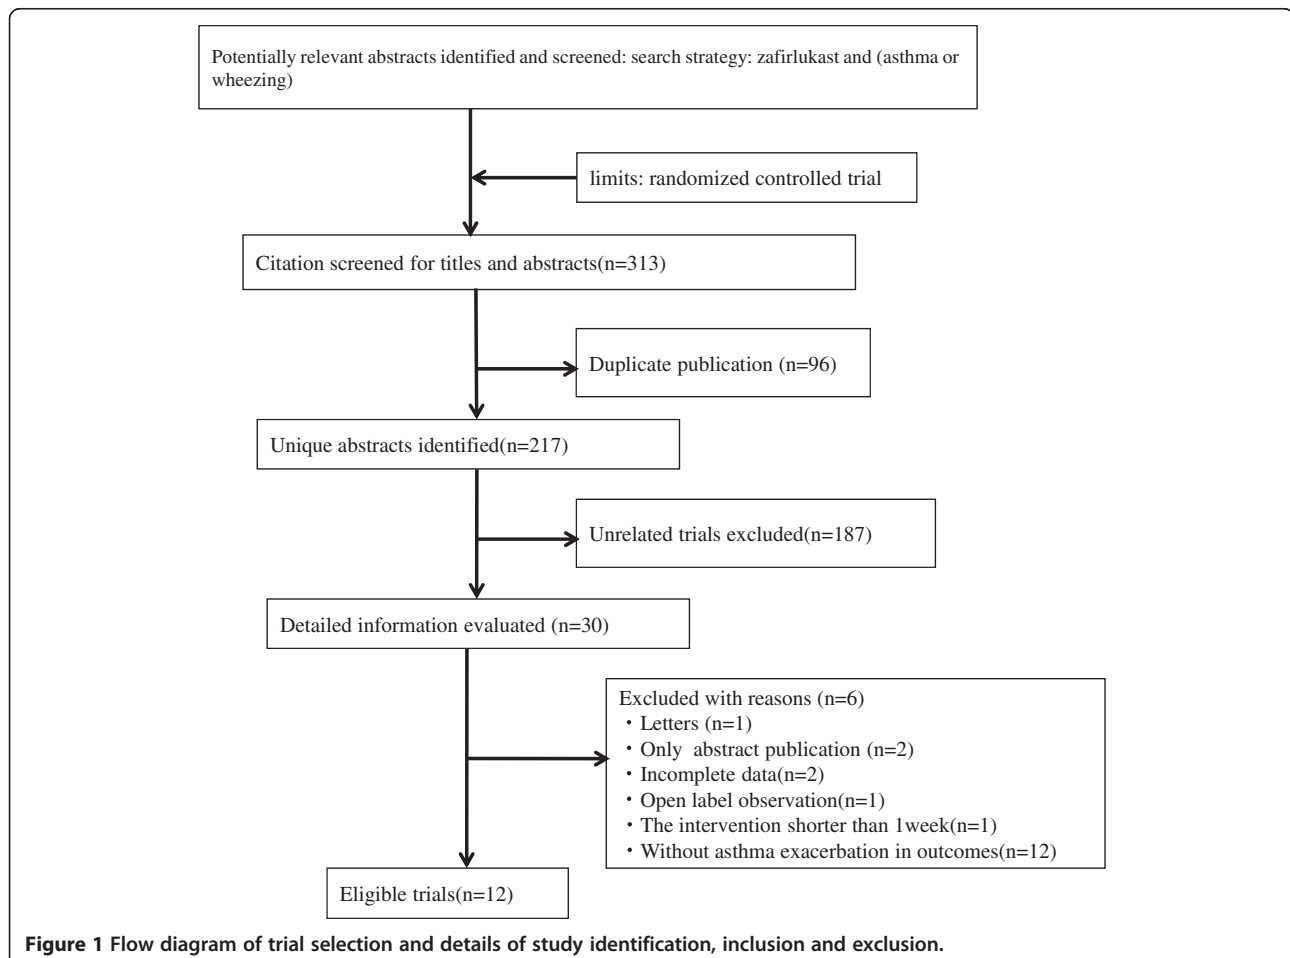 Potentially relevant abstracts identified and screened: search strategy: zafirlukast and (asthma or
wheezing)
limits: randomized controlled trial
Citation screened for titles and abstracts(n=313)
Duplicate publication (n=96)
Unique abstracts identified(n=217)
Unrelated trials excluded(n=187)
Detailed information evaluated (n=30)
Excluded with reasons (n=6)
・Letters (n=1)
・Only abstract publication (n=2)
・Incomplete data(n=2)
・Open label observation(n=1)
・The intervention shorter than 1week(n=1)
・Without asthma exacerbation in outcomes(n=12)
Eligible trials(n=12)
Figure 1 Flow diagram of trial selection and details of study identification, inclusion and exclusion.